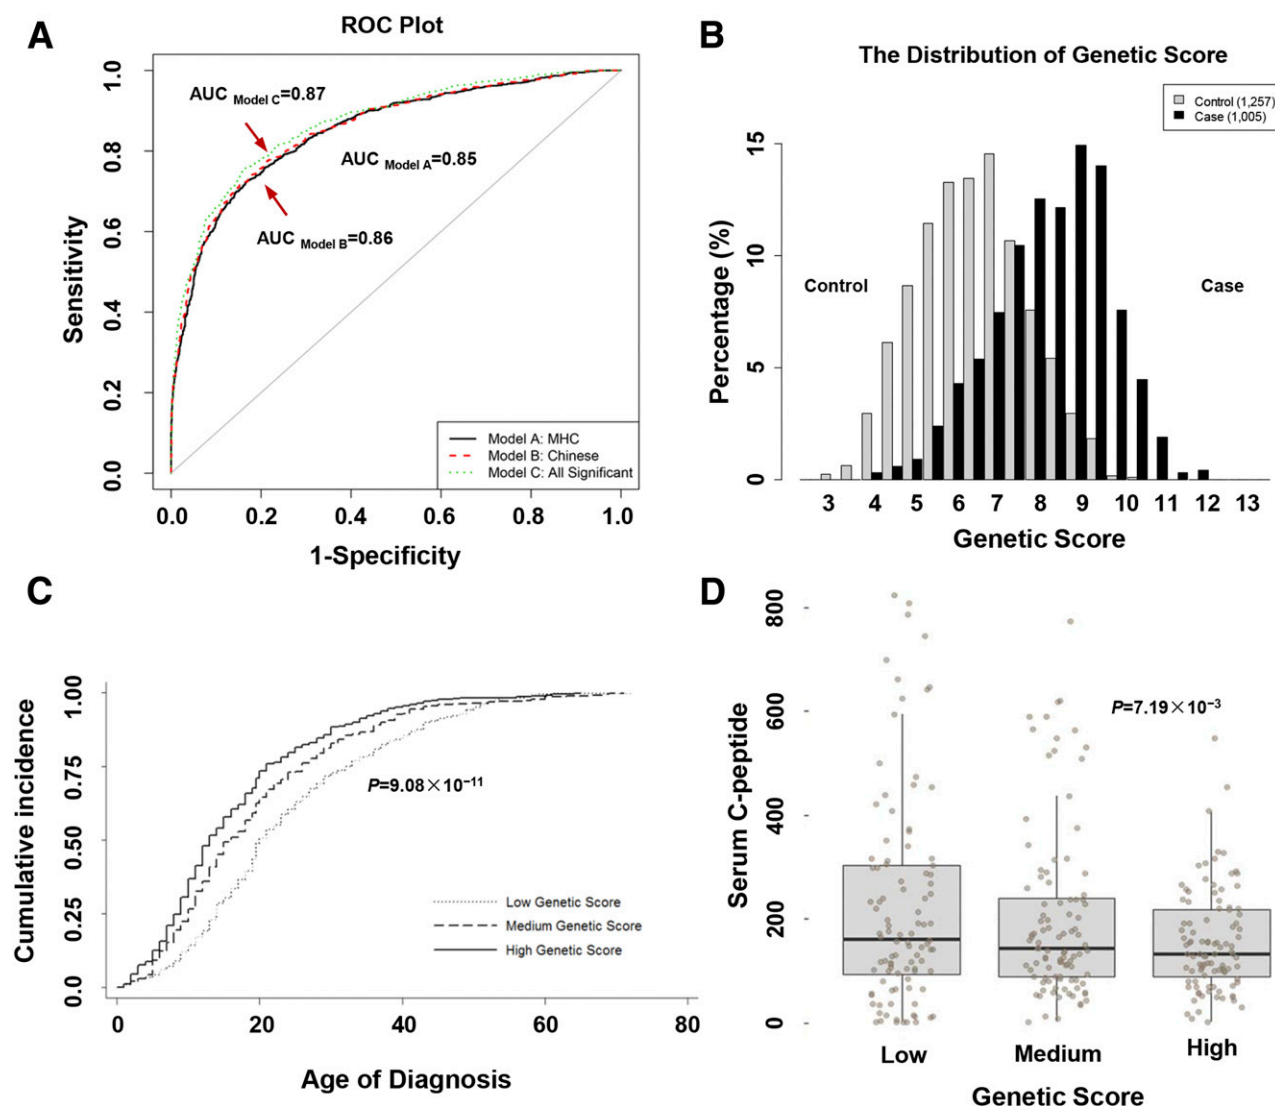 A
ROC Plot
1.0
0.8
0.6
0.4
0.2
0.0
Sensitivity
AUC Model C=0.87
AUC Model A=0.85
AUC Model B=0.86
Model A: MHC
Model B: Chinese
Model C: All Significant
0.0 0.2 0.4 0.6 0.8 1.0
1-Specificity
B
The Distribution of Genetic Score
Control (1,257)
Case (1,005)
15
10
5
0
Percentage (%)
Control
Case
3 4 5 6 7 8 9 10 11 12 13
Genetic Score
C
1.00
0.75
0.50
0.25
0.0
Cumulative incidence
P=9.08×10−11
Low Genetic Score
Medium Genetic Score
High Genetic Score
0 20 40 60 80
Age of Diagnosis
D
800
600
400
200
0
Serum C-peptide
P=7.19×10−3
Low Medium High
Genetic Score